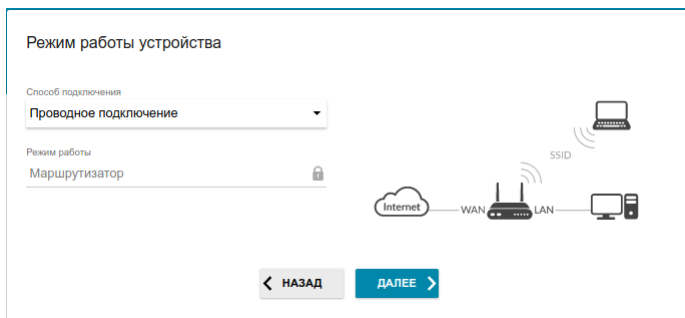 Режим работы устройства
Способ подключения
Проводное подключение
Режим работы
Маршрутизатор
SSID
Internet
WAN
LAN
НАЗАД
ДАЛЕЕ